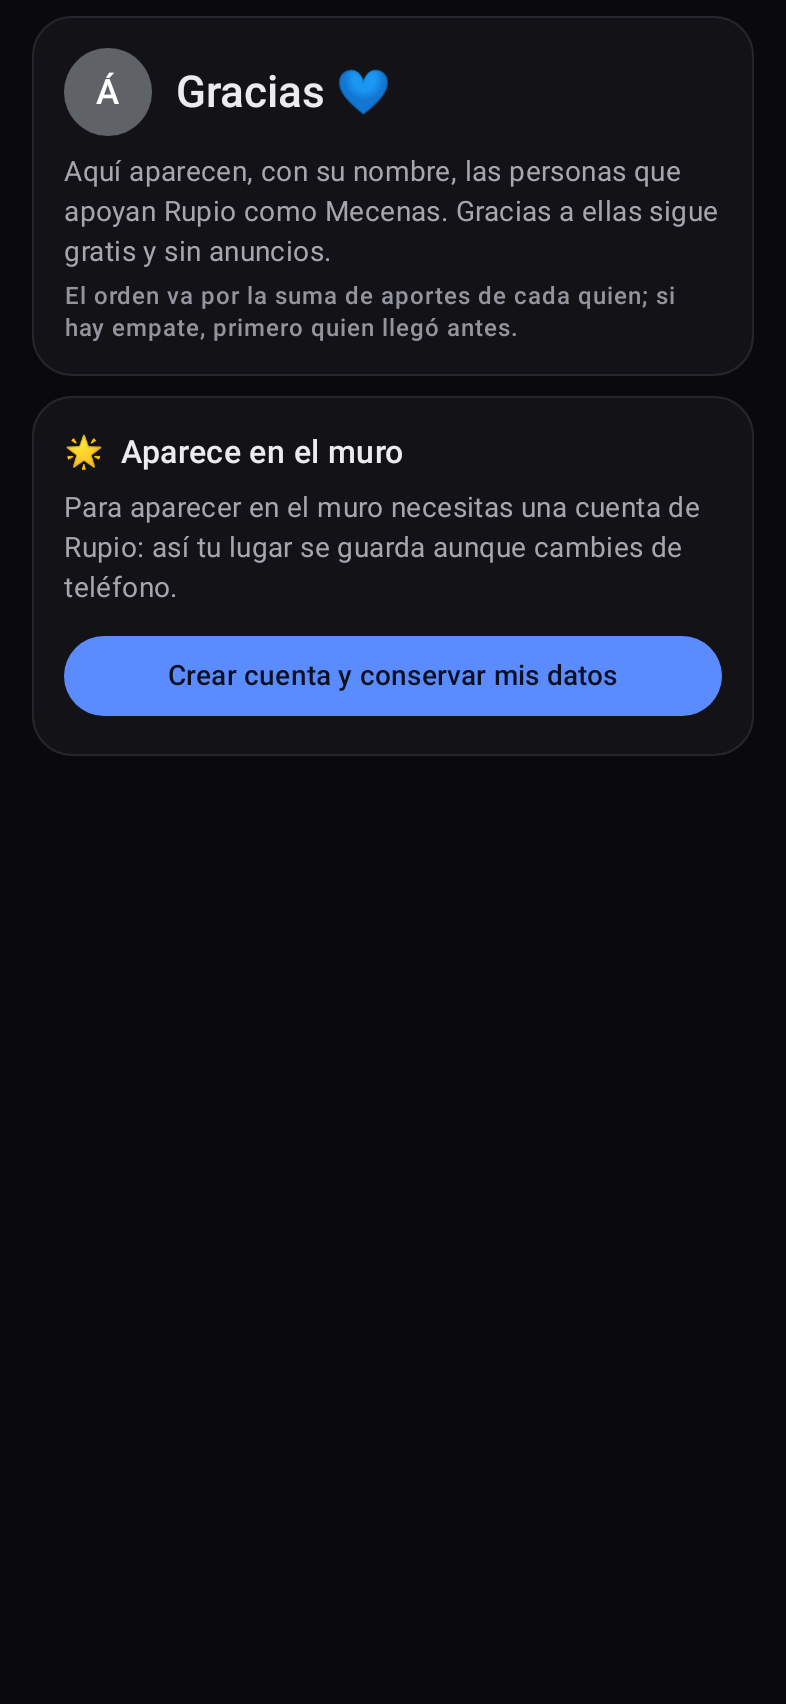 Á
Gracias 💙
Aquí aparecen, con su nombre, las personas que
apoyan Rupio como Mecenas. Gracias a ellas sigue
gratis y sin anuncios.
El orden va por la suma de aportes de cada quien; si
hay empate, primero quien llegó antes.
🌟 Aparece en el muro
Para aparecer en el muro necesitas una cuenta de
Rupio: así tu lugar se guarda aunque cambies de
teléfono.
Crear cuenta y conservar mis datos